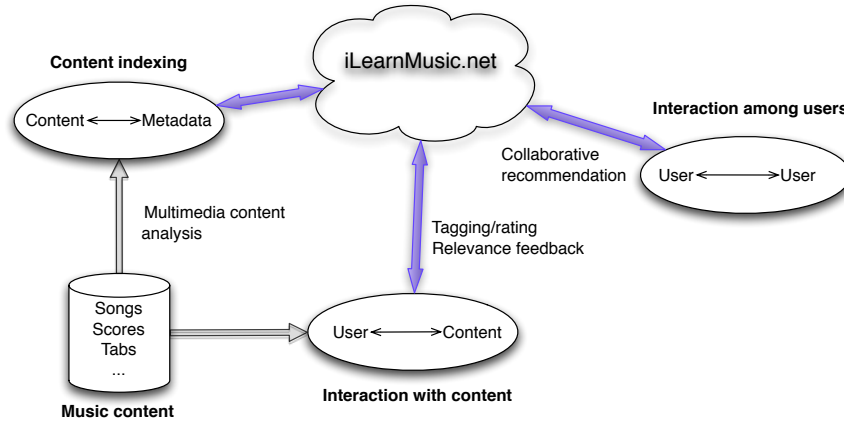 iLearnMusic.net
Content indexing
Content
Metadata
Interaction among users
User
User
Collaborative
recommendation
Multimedia content
analysis
Tagging/rating
Relevance feedback
Songs
Scores
Tabs
...
User
Content
Interaction with content
Music content